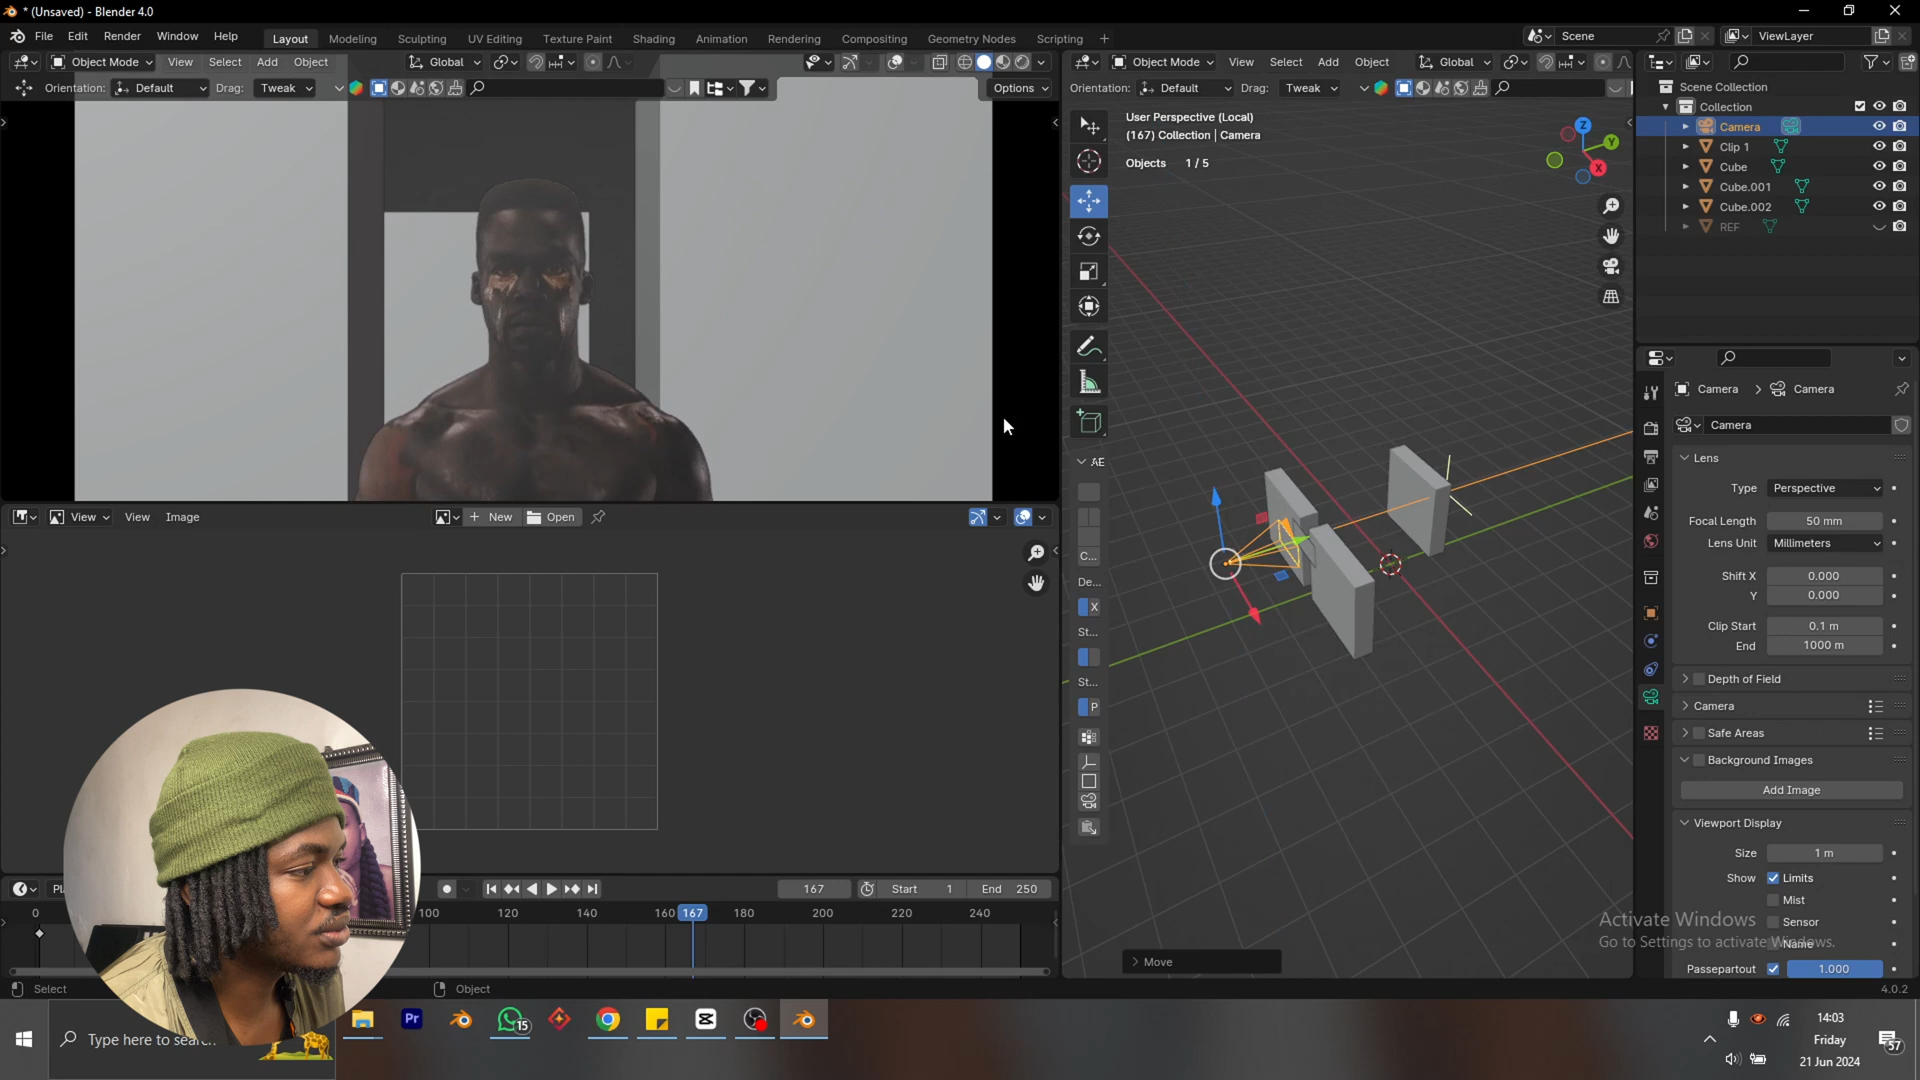 * (Unsaved) - Blender 4.0
File Edit Render Window Help
Layout Modeling Sculpting UV Editing Texture Paint Shading Animation Rendering Compositing Geometry Nodes Scripting +
Scene
ViewLayer
Object Mode View Select Add Object Global
Orientation: Default Drag: Tweak
Options
Object Mode View Select Add Object Global
Orientation: Default Drag: Tweak
User Perspective (Local)
(167) Collection | Camera
Objects 1 / 5
Z
Y
X
AE
C...
De...
X
St...
St...
P
> Move
Scene Collection
Collection
Camera
Clip 1
Cube
Cube.001
Cube.002
REF
Camera > Camera
Camera
Lens
Type Perspective
Focal Length 50 mm
Lens Unit Millimeters
Shift X 0.000
Y 0.000
Clip Start 0.1 m
End 1000 m
Depth of Field
Camera
Safe Areas
Background Images
Add Image
Viewport Display
Size 1 m
Show Limits
Mist
Sensor
Name
Passepartout 1.000
Activate Windows
Go to Settings to activate Windows.
View View Image
+ New Open
Pl
167 Start 1 End 250
0 100 120 140 160 167 180 200 220 240
Select
Object
4.0.2
Type here to search
Pr
15
14:03
Friday
21 Jun 2024
57